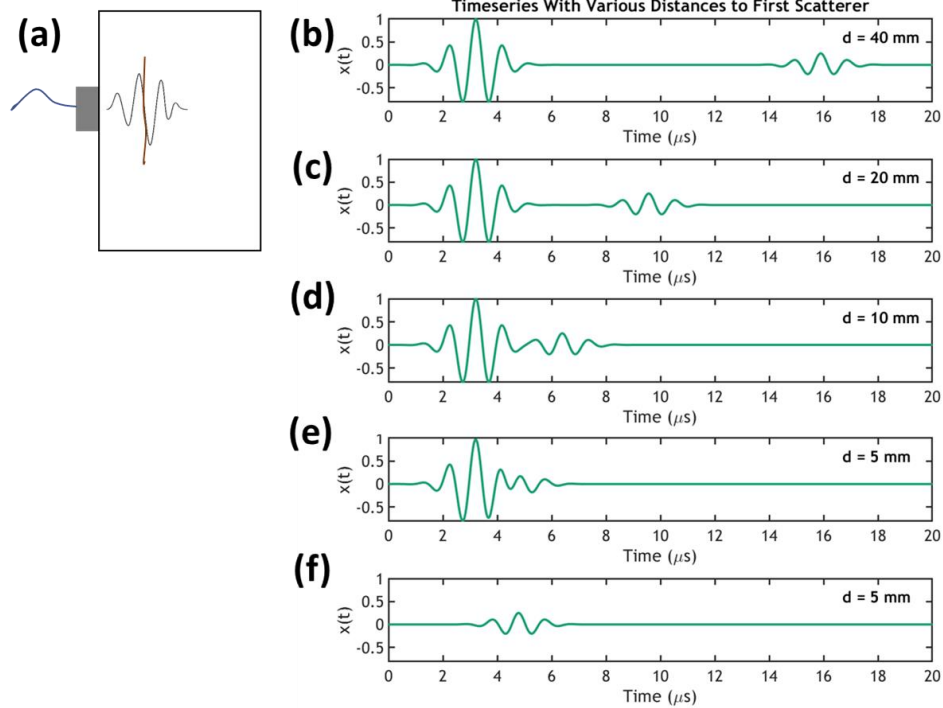 Timeseries With Various Distances to First Scatterer
(a)
(b)
x(t)
1
0.5
0
-0.5
d = 40 mm
0 2 4 6 8 10 12 14 16 18 20
Time (μs)
(c)
x(t)
1
0.5
0
-0.5
d = 20 mm
0 2 4 6 8 10 12 14 16 18 20
Time (μs)
(d)
x(t)
1
0.5
0
-0.5
d = 10 mm
0 2 4 6 8 10 12 14 16 18 20
Time (μs)
(e)
x(t)
1
0.5
0
-0.5
d = 5 mm
0 2 4 6 8 10 12 14 16 18 20
Time (μs)
(f)
x(t)
1
0.5
0
-0.5
d = 5 mm
0 2 4 6 8 10 12 14 16 18 20
Time (μs)